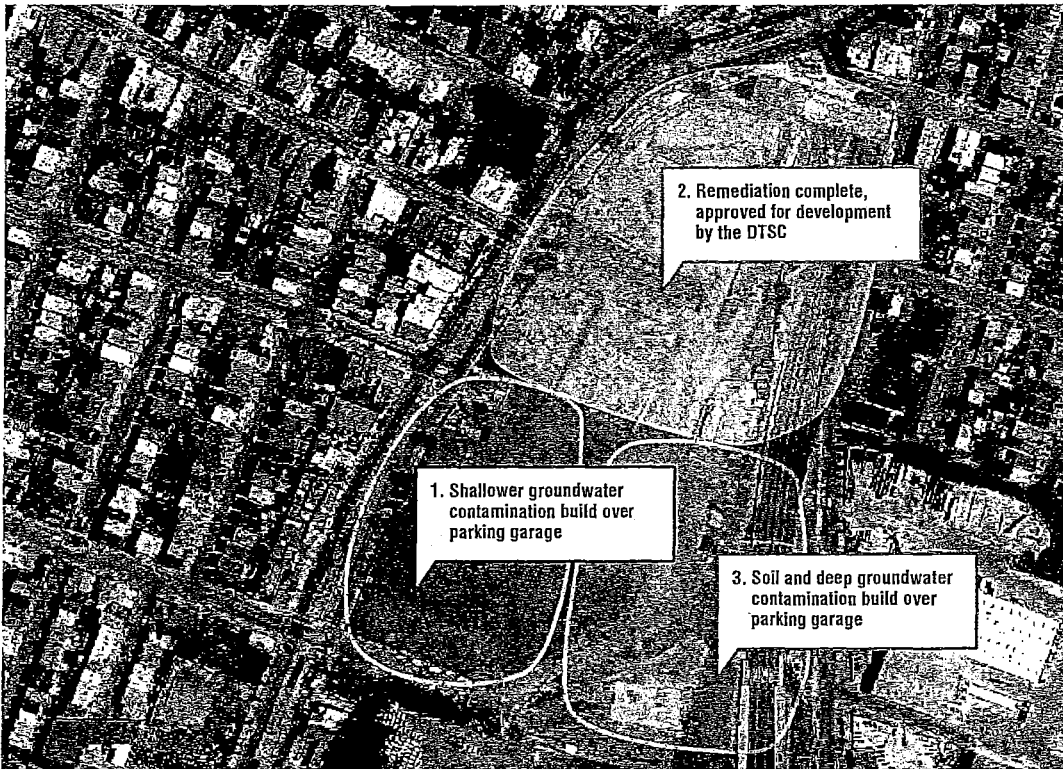 2. Remediation complete,
approved for development
by the DTSC
1. Shallower groundwater
contamination build over
parking garage
3. Soil and deep groundwater
contamination build over
parking garage